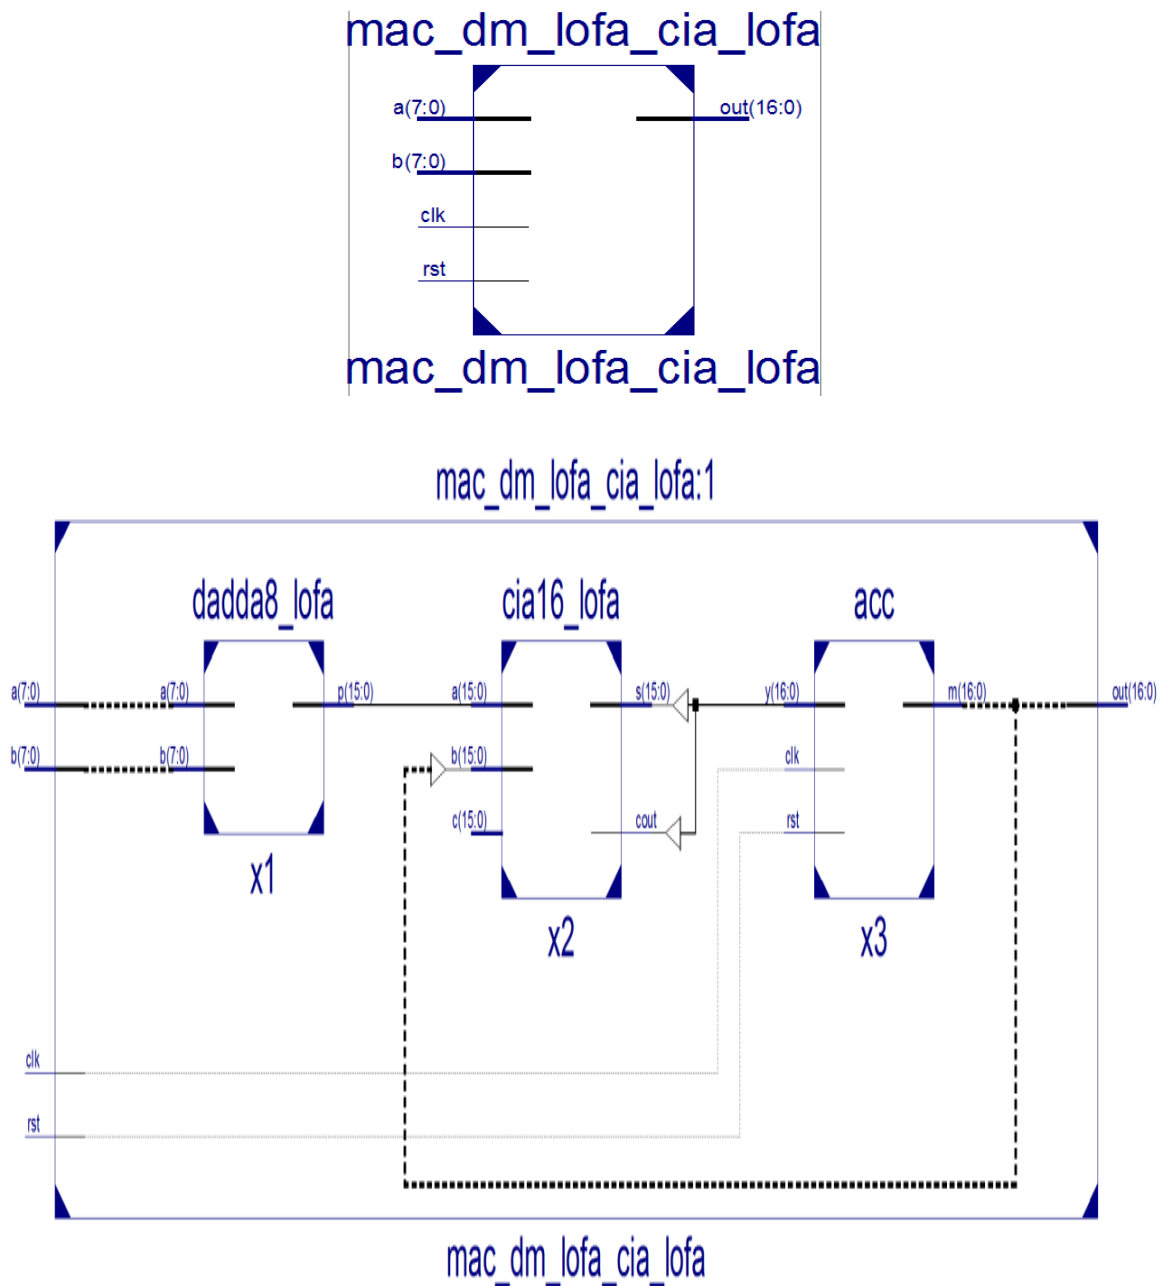 mac_dm_lofa_cia_lofa
a(7:0)
out(16:0)
b(7:0)
clk
rst
mac_dm_lofa_cia_lofa
mac_dm_lofa_cia_lofa:1
dadda8_lofa
cia16_lofa
acc
a(7:0)
a(7:0)
p(15:0)
a(15:0)
s(15:0)
y(16:0)
m(16:0)
out(16:0)
b(7:0)
b(7:0)
b(15:0)
clk
c(15:0)
cout
rst
x1
x2
x3
clk
rst
mac_dm_lofa_cia_lofa